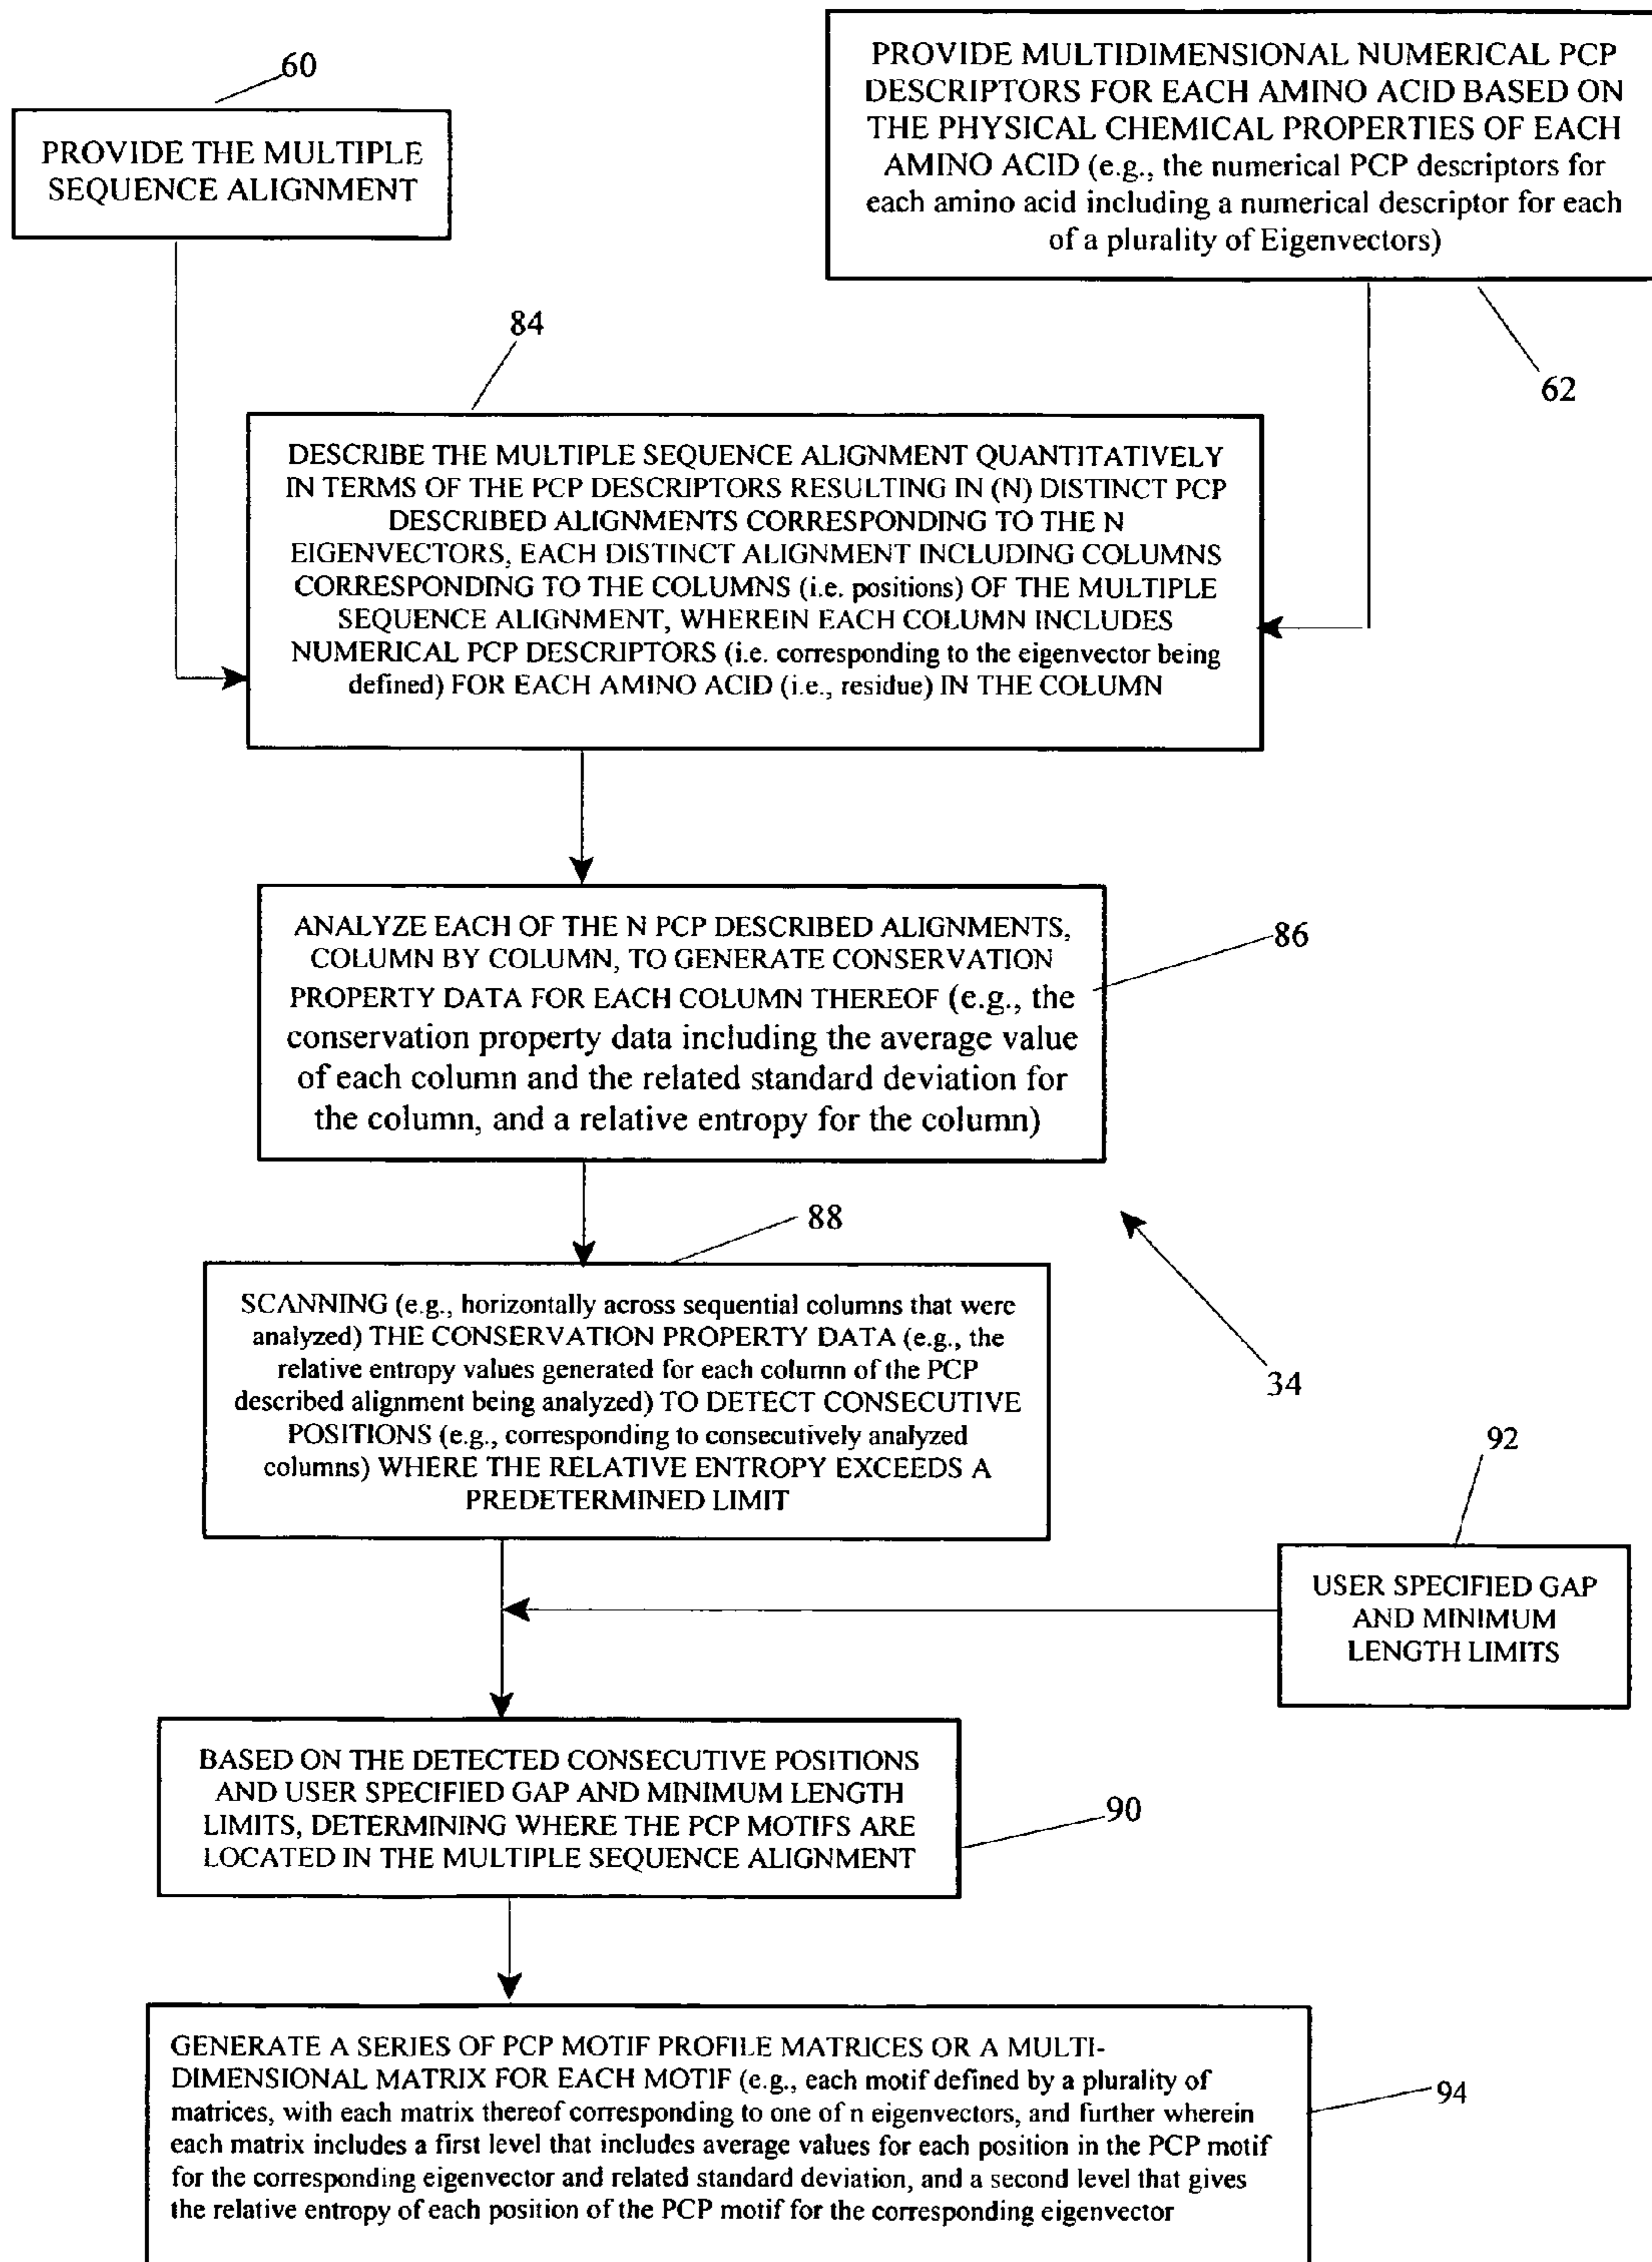 60
PROVIDE THE MULTIPLE
SEQUENCE ALIGNMENT
PROVIDE MULTIDIMENSIONAL NUMERICAL PCP
DESCRIPTORS FOR EACH AMINO ACID BASED ON
THE PHYSICAL CHEMICAL PROPERTIES OF EACH
AMINO ACID (e.g., the numerical PCP descriptors for
each amino acid including a numerical descriptor for each
of a plurality of Eigenvectors)
62
84
DESCRIBE THE MULTIPLE SEQUENCE ALIGNMENT QUANTITATIVELY
IN TERMS OF THE PCP DESCRIPTORS RESULTING IN (N) DISTINCT PCP
DESCRIBED ALIGNMENTS CORRESPONDING TO THE N
EIGENVECTORS, EACH DISTINCT ALIGNMENT INCLUDING COLUMNS
CORRESPONDING TO THE COLUMNS (i.e. positions) OF THE MULTIPLE
SEQUENCE ALIGNMENT, WHEREIN EACH COLUMN INCLUDES
NUMERICAL PCP DESCRIPTORS (i.e. corresponding to the eigenvector being
defined) FOR EACH AMINO ACID (i.e., residue) IN THE COLUMN
ANALYZE EACH OF THE N PCP DESCRIBED ALIGNMENTS,
COLUMN BY COLUMN, TO GENERATE CONSERVATION
PROPERTY DATA FOR EACH COLUMN THEREOF (e.g., the
conservation property data including the average value
of each column and the related standard deviation for
the column, and a relative entropy for the column)
86
88
SCANNING (e.g., horizontally across sequential columns that were
analyzed) THE CONSERVATION PROPERTY DATA (e.g., the
relative entropy values generated for each column of the PCP
described alignment being analyzed) TO DETECT CONSECUTIVE
POSITIONS (e.g., corresponding to consecutively analyzed
columns) WHERE THE RELATIVE ENTROPY EXCEEDS A
PREDETERMINED LIMIT
34
92
USER SPECIFIED GAP
AND MINIMUM
LENGTH LIMITS
BASED ON THE DETECTED CONSECUTIVE POSITIONS
AND USER SPECIFIED GAP AND MINIMUM LENGTH
LIMITS, DETERMINING WHERE THE PCP MOTIFS ARE
LOCATED IN THE MULTIPLE SEQUENCE ALIGNMENT
90
GENERATE A SERIES OF PCP MOTIF PROFILE MATRICES OR A MULTI-
DIMENSIONAL MATRIX FOR EACH MOTIF (e.g., each motif defined by a plurality of
matrices, with each matrix thereof corresponding to one of n eigenvectors, and further wherein
each matrix includes a first level that includes average values for each position in the PCP motif
for the corresponding eigenvector and related standard deviation, and a second level that gives
the relative entropy of each position of the PCP motif for the corresponding eigenvector
94